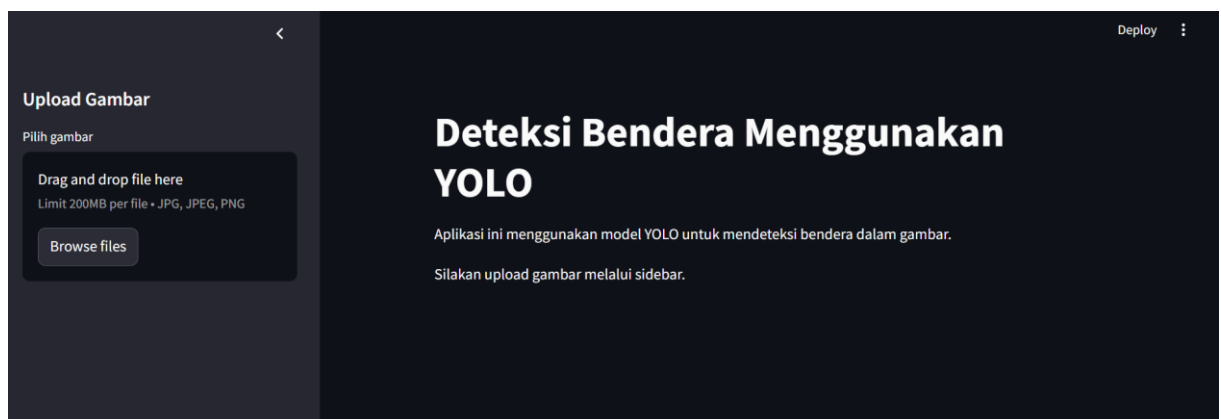 Deploy
Upload Gambar
Pilih gambar
Drag and drop file here
Limit 200MB per file • JPG, JPEG, PNG
Browse files
Deteksi Bendera Menggunakan
YOLO
Aplikasi ini menggunakan model YOLO untuk mendeteksi bendera dalam gambar.
Silakan upload gambar melalui sidebar.